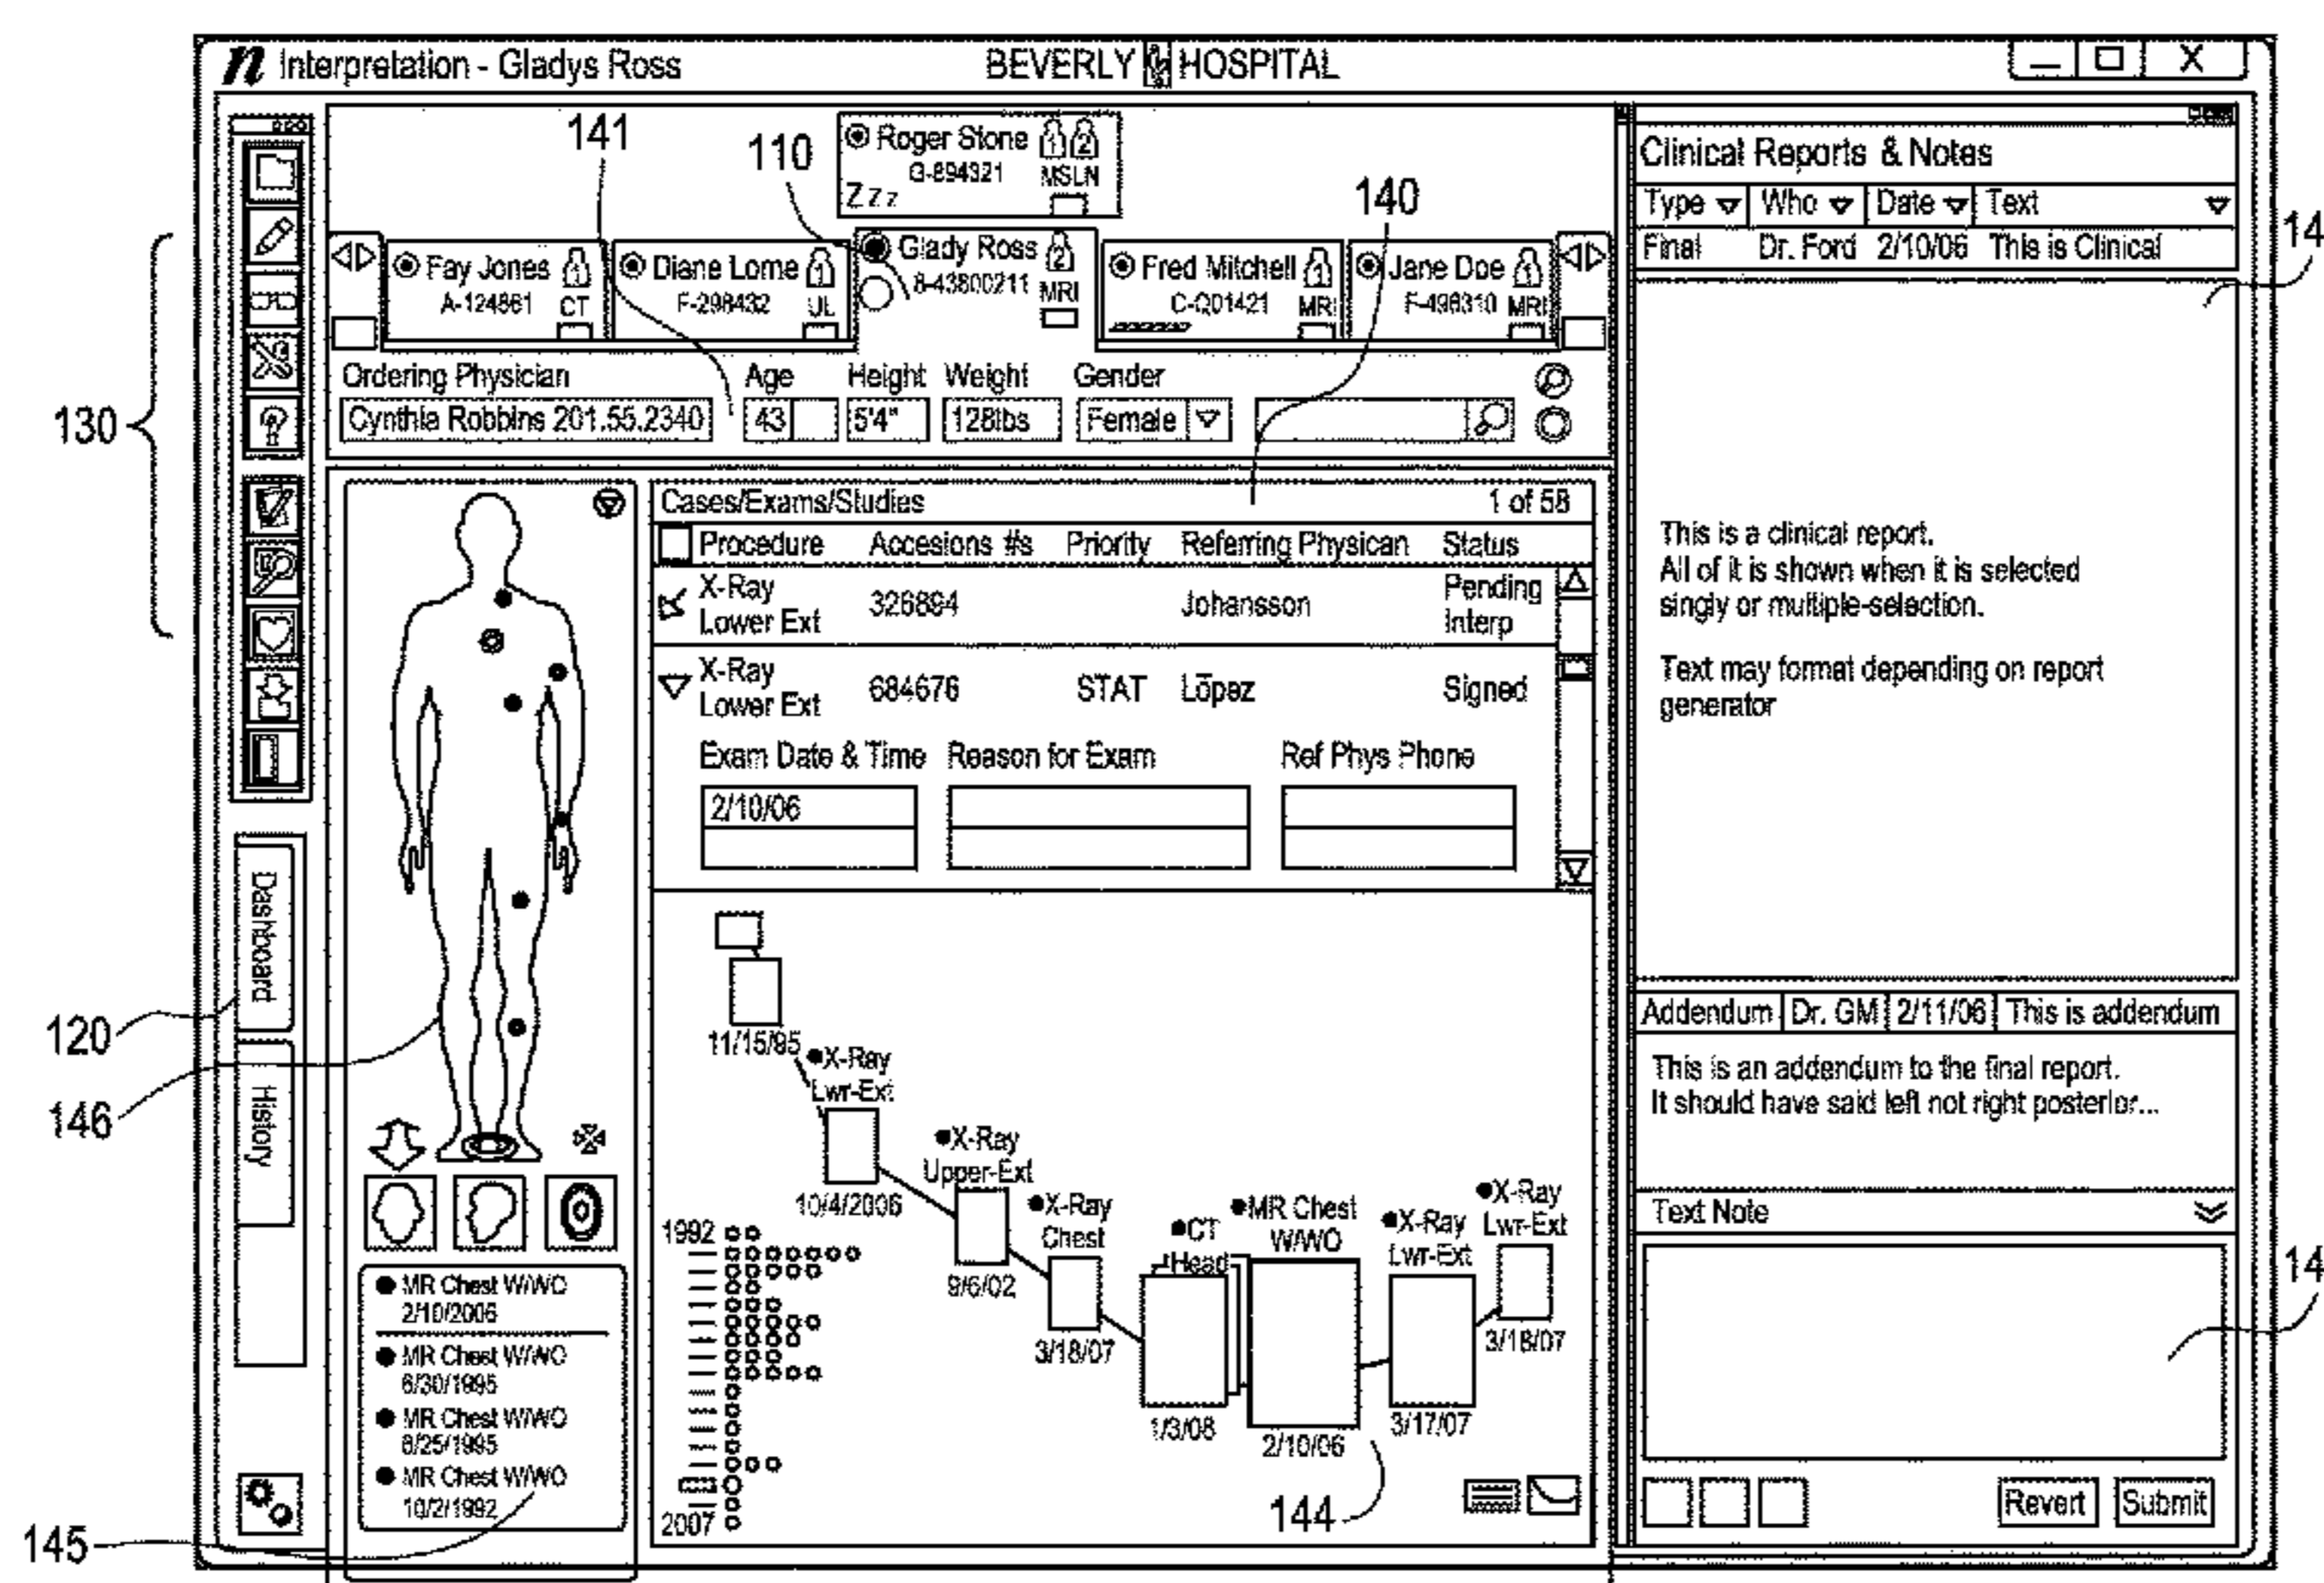 n Interpretation - Gladys Ross
BEVERLY HOSPITAL
X
141
110
Roger Stone 1 2
G-894321 MSLN
Zzz
140
Fay Jones 1
A-124861 CT
Diane Lorne 1
F-298432 UL
Glady Ross 2
8-43800211 MRI
Fred Mitchell 1
C-Q01421 MRI
Jane Doe 1
F-496310 MRI
Ordering Physician Age Height Weight Gender
Cynthia Robbins 201.55.2340 43 5'4" 128lbs Female
130
Cases/Exams/Studies 1 of 58
Procedure Accesions #s Priority Referring Physican Status
X-Ray
Lower Ext
326894 Johansson
Pending
Interp
X-Ray
Lower Ext
684676 STAT Lōpez Signed
Exam Date & Time Reason for Exam Ref Phys Phone
2/10/06
Dashboard
History
120
146
145
MR Chest W/WO
2/10/2006
MR Chest W/WO
6/30/1995
MR Chest W/WO
8/25/1995
MR Chest W/WO
10/2/1992
11/15/95
X-Ray
Lwr-Ext
10/4/2006
X-Ray
Upper-Ext
9/6/02
X-Ray
Chest
3/18/07
CT
Head
1/3/08
MR Chest
W/WO
2/10/06
X-Ray
Lwr-Ext
3/17/07
X-Ray
Lwr-Ext
3/18/07
1992
2007
144
Clinical Reports & Notes
Type Who Date Text
Final Dr. Ford 2/10/06 This is Clinical
14
This is a clinical report.
All of it is shown when it is selected
singly or multiple-selection.
Text may format depending on report
generator
Addendum Dr. GM 2/11/06 This is addendum
This is an addendum to the final report.
It should have said left not right posterior...
Text Note
14
Revert Submit